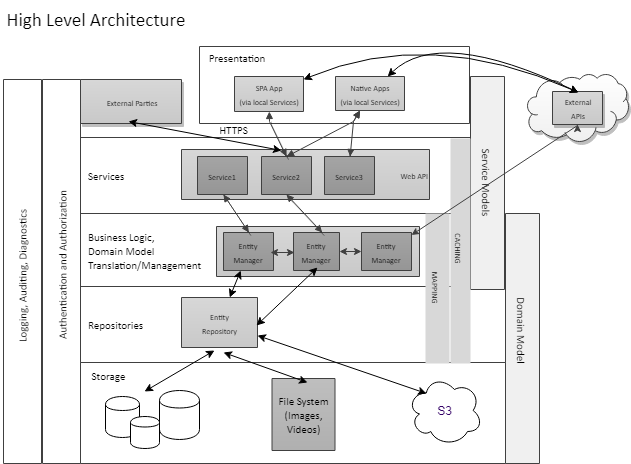 High Level Architecture
Presentation
SPA App
(via local Services)
Native Apps
(via local Services)
External Parties
External
APIs
HTTPS
Services
Service1
Service2
Service3
Web API
Service Models
Business Logic,
Domain Model
Translation/Management
Entity
Manager
Entity
Manager
Entity
Manager
CACHING
MAPPING
Domain Model
Repositories
Entity
Repository
Storage
File System
(Images,
Videos)
S3
Logging, Auditing, Diagnostics
Authentication and Authorization